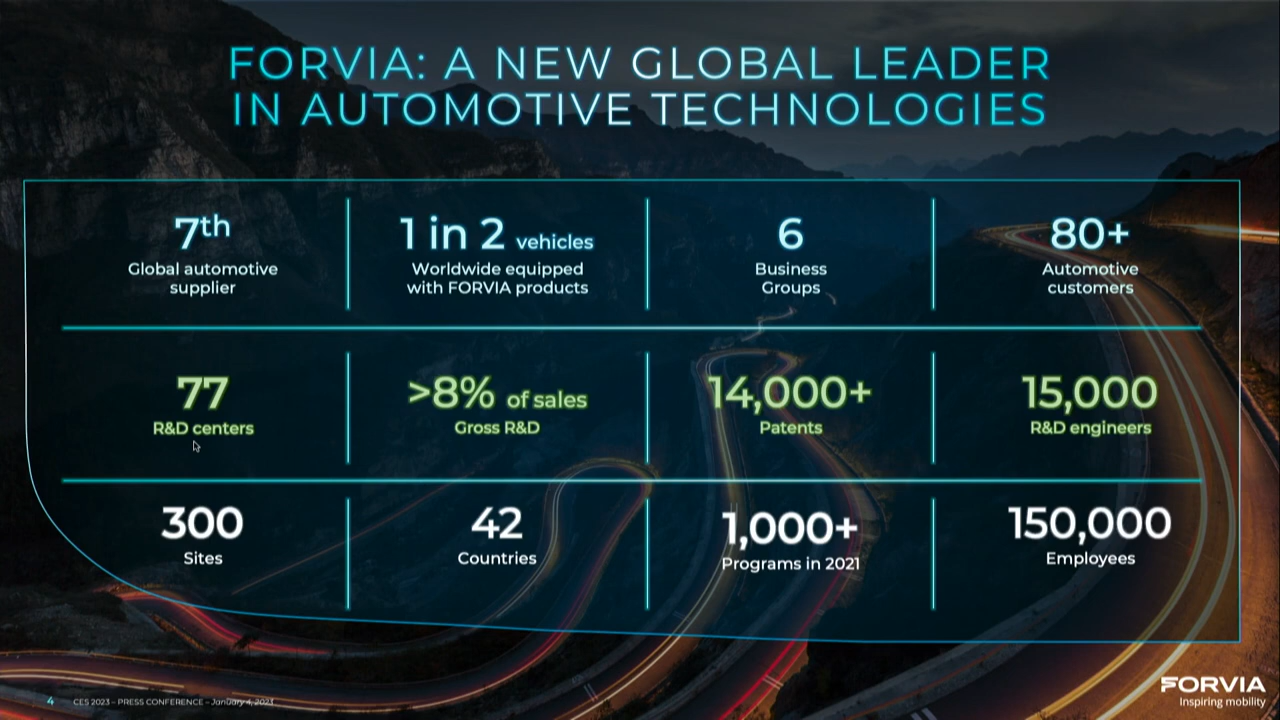 FORVIA: A NEW GLOBAL LEADER
IN AUTOMOTIVE TECHNOLOGIES
7th
Global automotive
supplier
1 in 2 vehicles
Worldwide equipped
with FORVIA products
6
Business
Groups
80+
Automotive
customers
77
R&D centers
>8% of sales
Gross R&D
14,000+
Patents
15,000
R&D engineers
300
Sites
42
Countries
1,000+
Programs in 2021
150,000
Employees
4 CES 2023 – PRESS CONFERENCE – January 4, 2023
FORVIA
Inspiring mobility